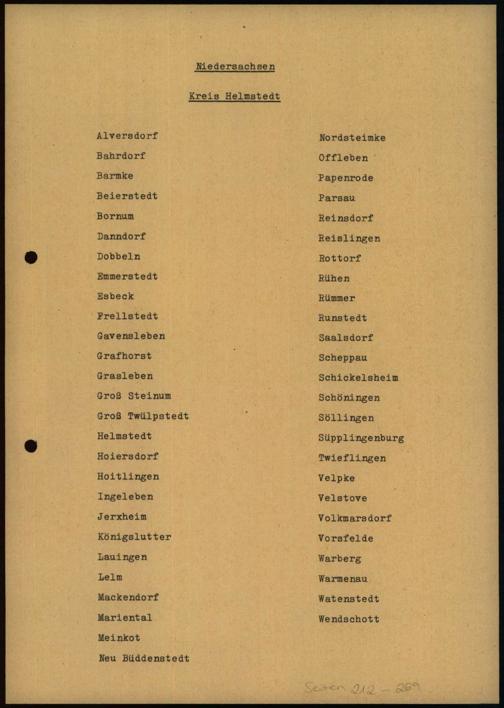 Niedersachsen
Kreis Helmstedt
Alversdorf
Bahrdorf
Barmke
Beierstedt
Bornum
Danndorf
Dobbeln
Emmerstedt
Esbeck
Frellstedt
Gavensleben
Grafhorst
Grasleben
Groß Steinum
Groß Twülpstedt
Helmstedt
Hoiersdorf
Hoitlingen
Ingeleben
Jerxheim
Königslutter
Lauingen
Lelm
Mackendorf
Mariental
Meinkot
Neu Büddenstedt
Nordsteimke
Offleben
Papenrode
Parsau
Reinsdorf
Reislingen
Rottorf
Rühen
Rümmer
Runstedt
Saalsdorf
Scheppau
Schickelsheim
Schöningen
Söllingen
Süpplingenburg
Twieflingen
Velpke
Velstove
Volkmarsdorf
Vorsfelde
Warberg
Warmenau
Watenstedt
Wendschott
Seiten 212 - 269